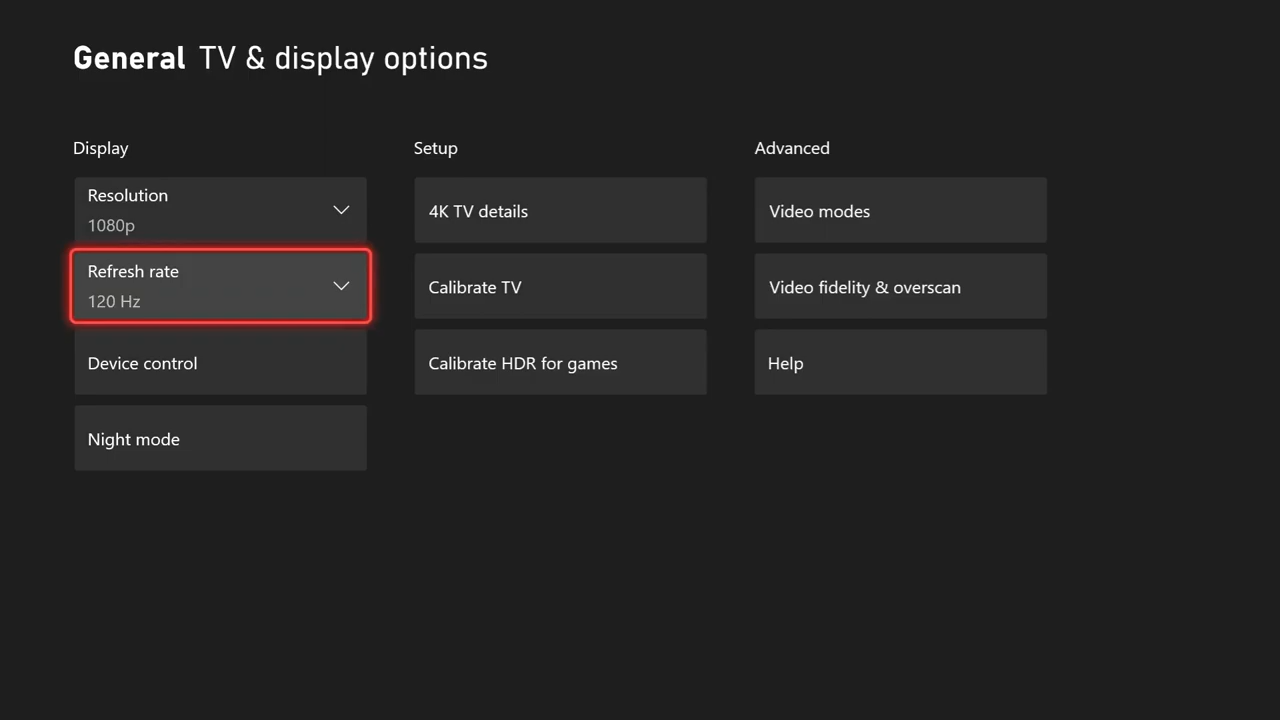 General TV & display options
Display
Resolution
1080p
Refresh rate
120 Hz
Device control
Night mode
Setup
4K TV details
Calibrate TV
Calibrate HDR for games
Advanced
Video modes
Video fidelity & overscan
Help